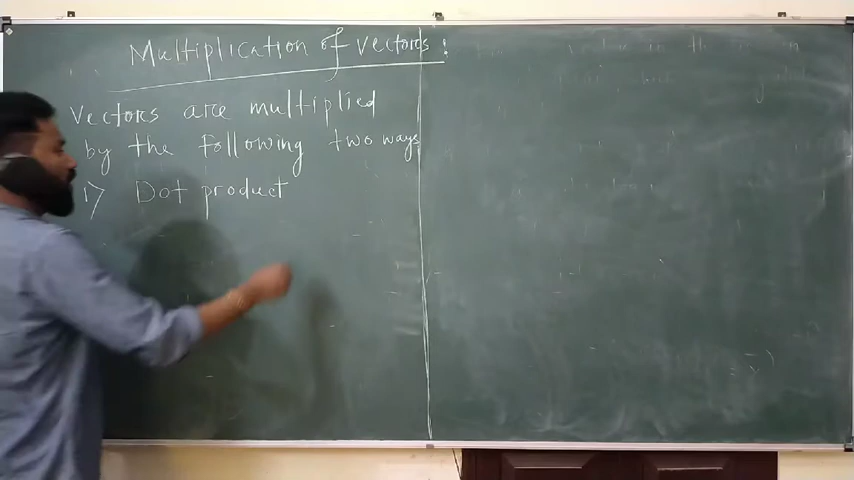 Multiplication of vectors :
Vectors are multiplied
by the following two ways
1) Dot product